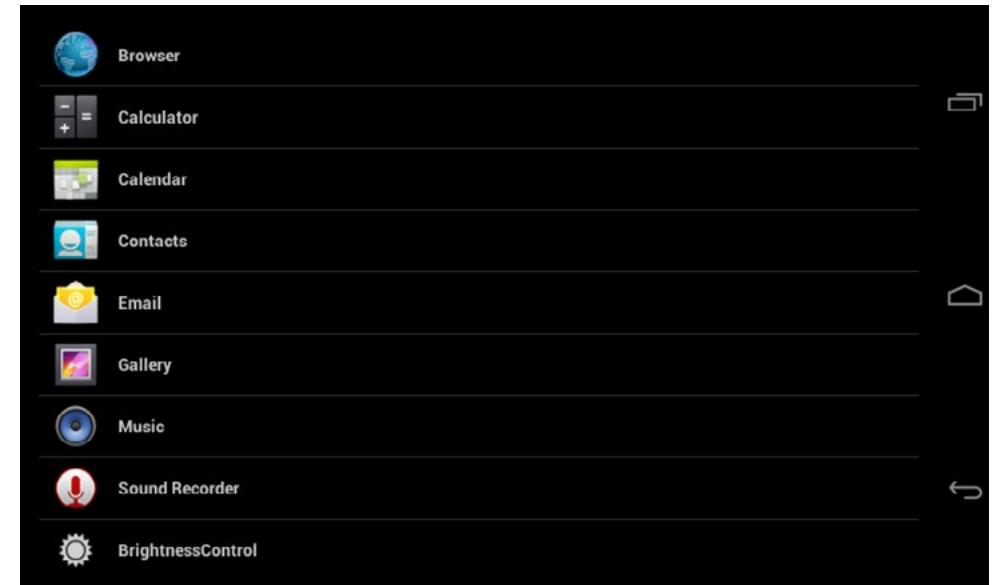 Browser
Calculator
Calendar
Contacts
Email
Gallery
Music
Sound Recorder
BrightnessControl